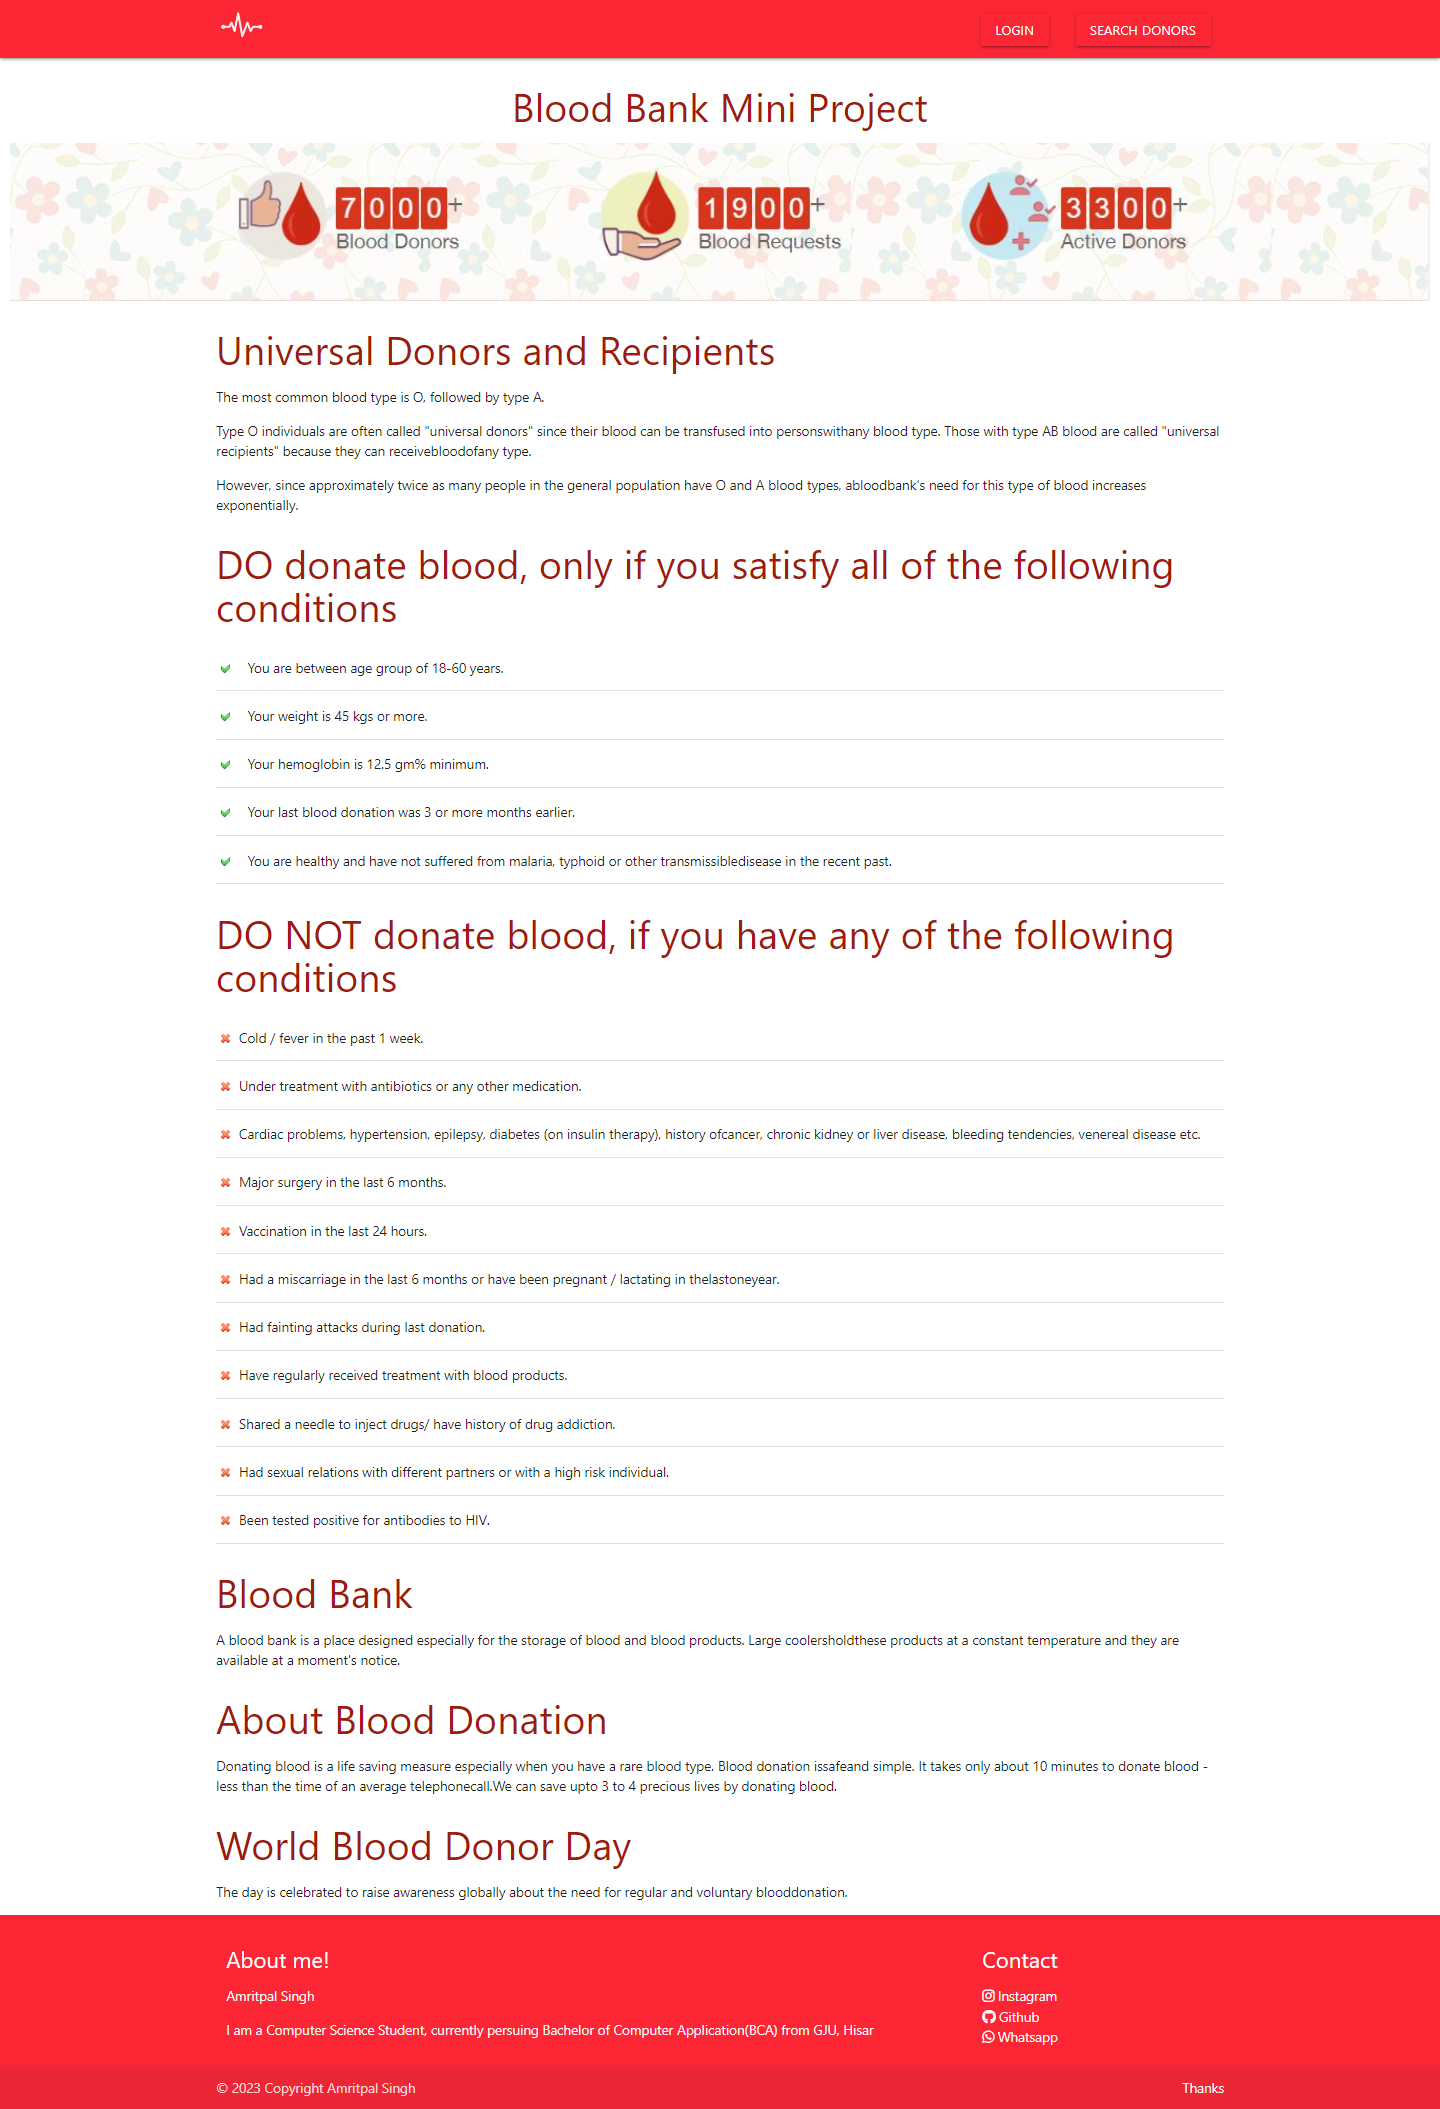 LOGIN
SEARCH DONORS
Blood Bank Mini Project
7000+
Blood Donors
1900+
Blood Requests
3300+
Active Donors
Universal Donors and Recipients
The most common blood type is O, followed by type A.
Type O individuals are often called "universal donors" since their blood can be transfused into personswithany blood type. Those with type AB blood are called "universal
recipients" because they can receivebloodofany type.
However, since approximately twice as many people in the general population have O and A blood types, abloodbank's need for this type of blood increases
exponentially.
DO donate blood, only if you satisfy all of the following
conditions
You are between age group of 18-60 years.
Your weight is 45 kgs or more.
Your hemoglobin is 12.5 gm% minimum.
Your last blood donation was 3 or more months earlier.
You are healthy and have not suffered from malaria, typhoid or other transmissibledisease in the recent past.
DO NOT donate blood, if you have any of the following
conditions
Cold / fever in the past 1 week.
Under treatment with antibiotics or any other medication.
Cardiac problems, hypertension, epilepsy, diabetes (on insulin therapy), history ofcancer, chronic kidney or liver disease, bleeding tendencies, venereal disease etc.
Major surgery in the last 6 months.
Vaccination in the last 24 hours.
Had a miscarriage in the last 6 months or have been pregnant / lactating in thelastoneyear.
Had fainting attacks during last donation.
Have regularly received treatment with blood products.
Shared a needle to inject drugs/ have history of drug addiction.
Had sexual relations with different partners or with a high risk individual.
Been tested positive for antibodies to HIV.
Blood Bank
A blood bank is a place designed especially for the storage of blood and blood products. Large coolersholdthese products at a constant temperature and they are
available at a moment's notice.
About Blood Donation
Donating blood is a life saving measure especially when you have a rare blood type. Blood donation issafeand simple. It takes only about 10 minutes to donate blood -
less than the time of an average telephonecall.We can save upto 3 to 4 precious lives by donating blood.
World Blood Donor Day
The day is celebrated to raise awareness globally about the need for regular and voluntary blooddonation.
About me!
Amritpal Singh
I am a Computer Science Student, currently persuing Bachelor of Computer Application(BCA) from GJU, Hisar
Contact
Instagram
Github
Whatsapp
© 2023 Copyright Amritpal Singh
Thanks